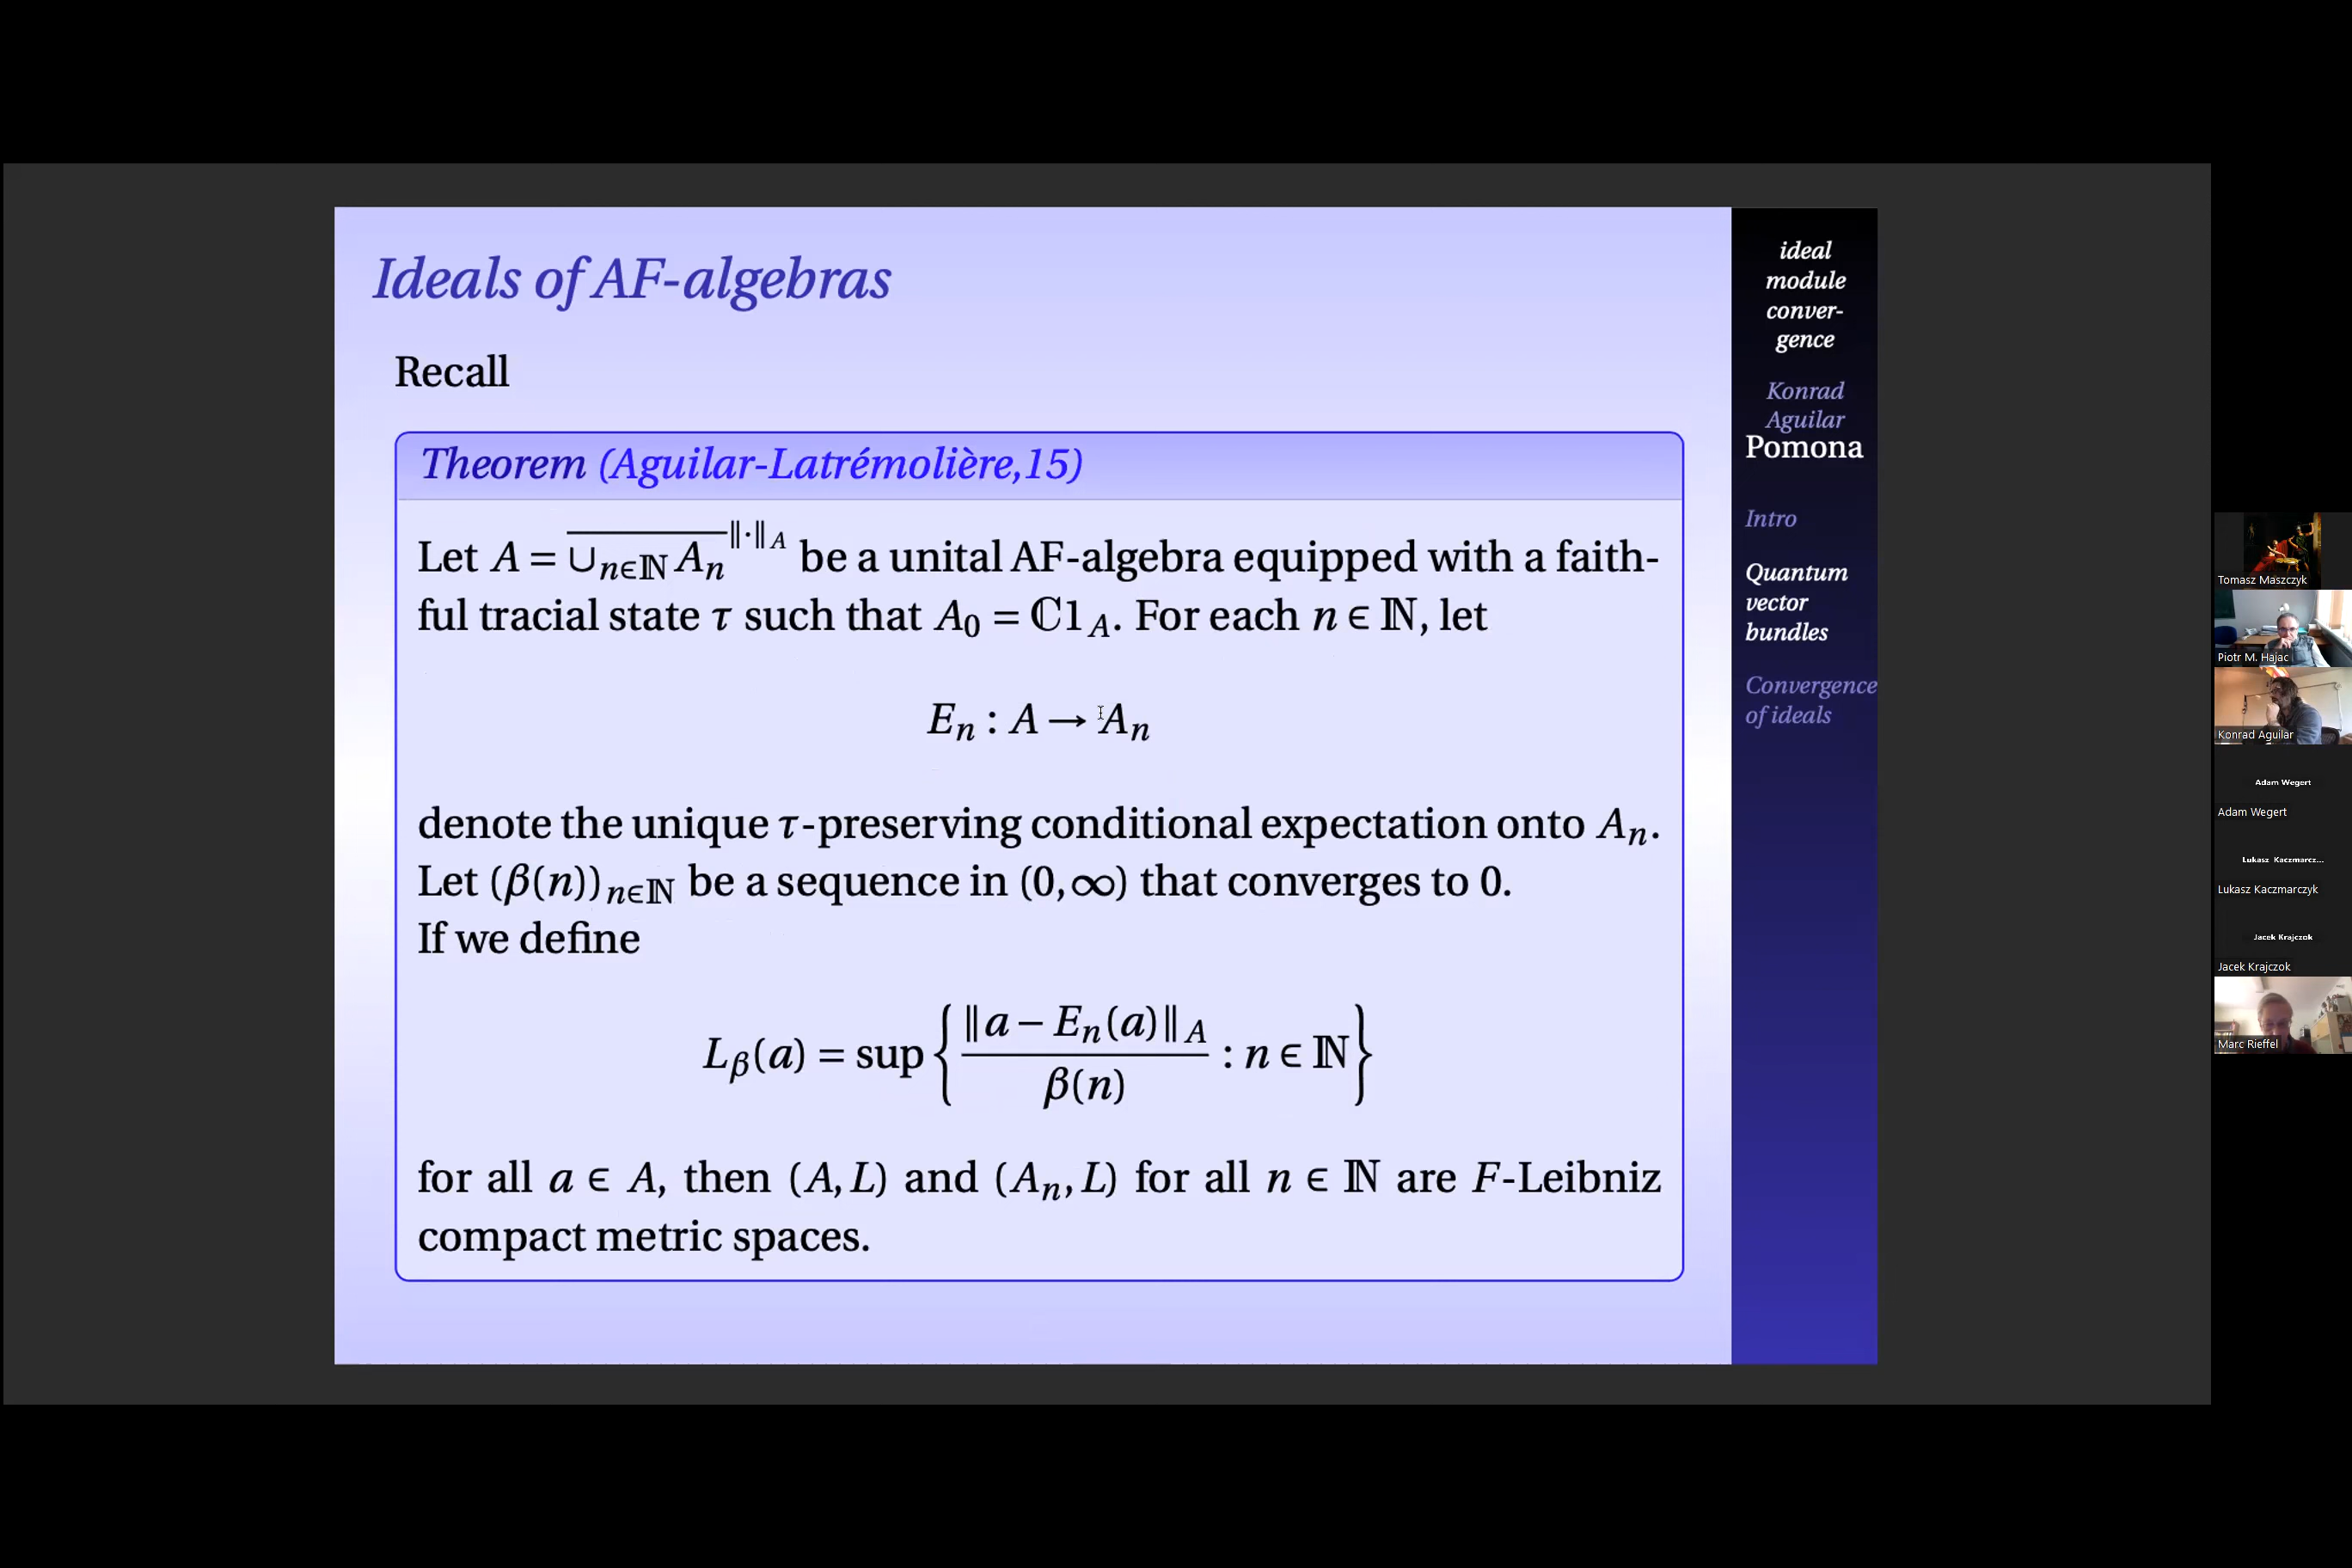 Ideals of AF-algebras
Recall
Theorem (Aguilar-Latrémolière,15)
Let A = \overline{∪_{n∈ℕ} A_n}^{‖·‖_A} be a unital AF-algebra equipped with a faith-
ful tracial state τ such that A_0 = ℂ1_A. For each n ∈ ℕ, let
E_n : A → A_n
denote the unique τ-preserving conditional expectation onto A_n.
Let (β(n))_{n∈ℕ} be a sequence in (0,∞) that converges to 0.
If we define
L_β(a) = sup { ‖a − E_n(a)‖_A / β(n) : n ∈ ℕ }
for all a ∈ A, then (A, L) and (A_n, L) for all n ∈ ℕ are F-Leibniz
compact metric spaces.
ideal
module
conver-
gence
Konrad
Aguilar
Pomona
Intro
Quantum
vector
bundles
Convergence
of ideals
Tomasz Maszczyk
Piotr M. Hajac
Konrad Aguilar
Adam Wegert
Adam Wegert
Lukasz Kaczmarcz...
Lukasz Kaczmarczyk
Jacek Krajczok
Jacek Krajczok
Marc Rieffel